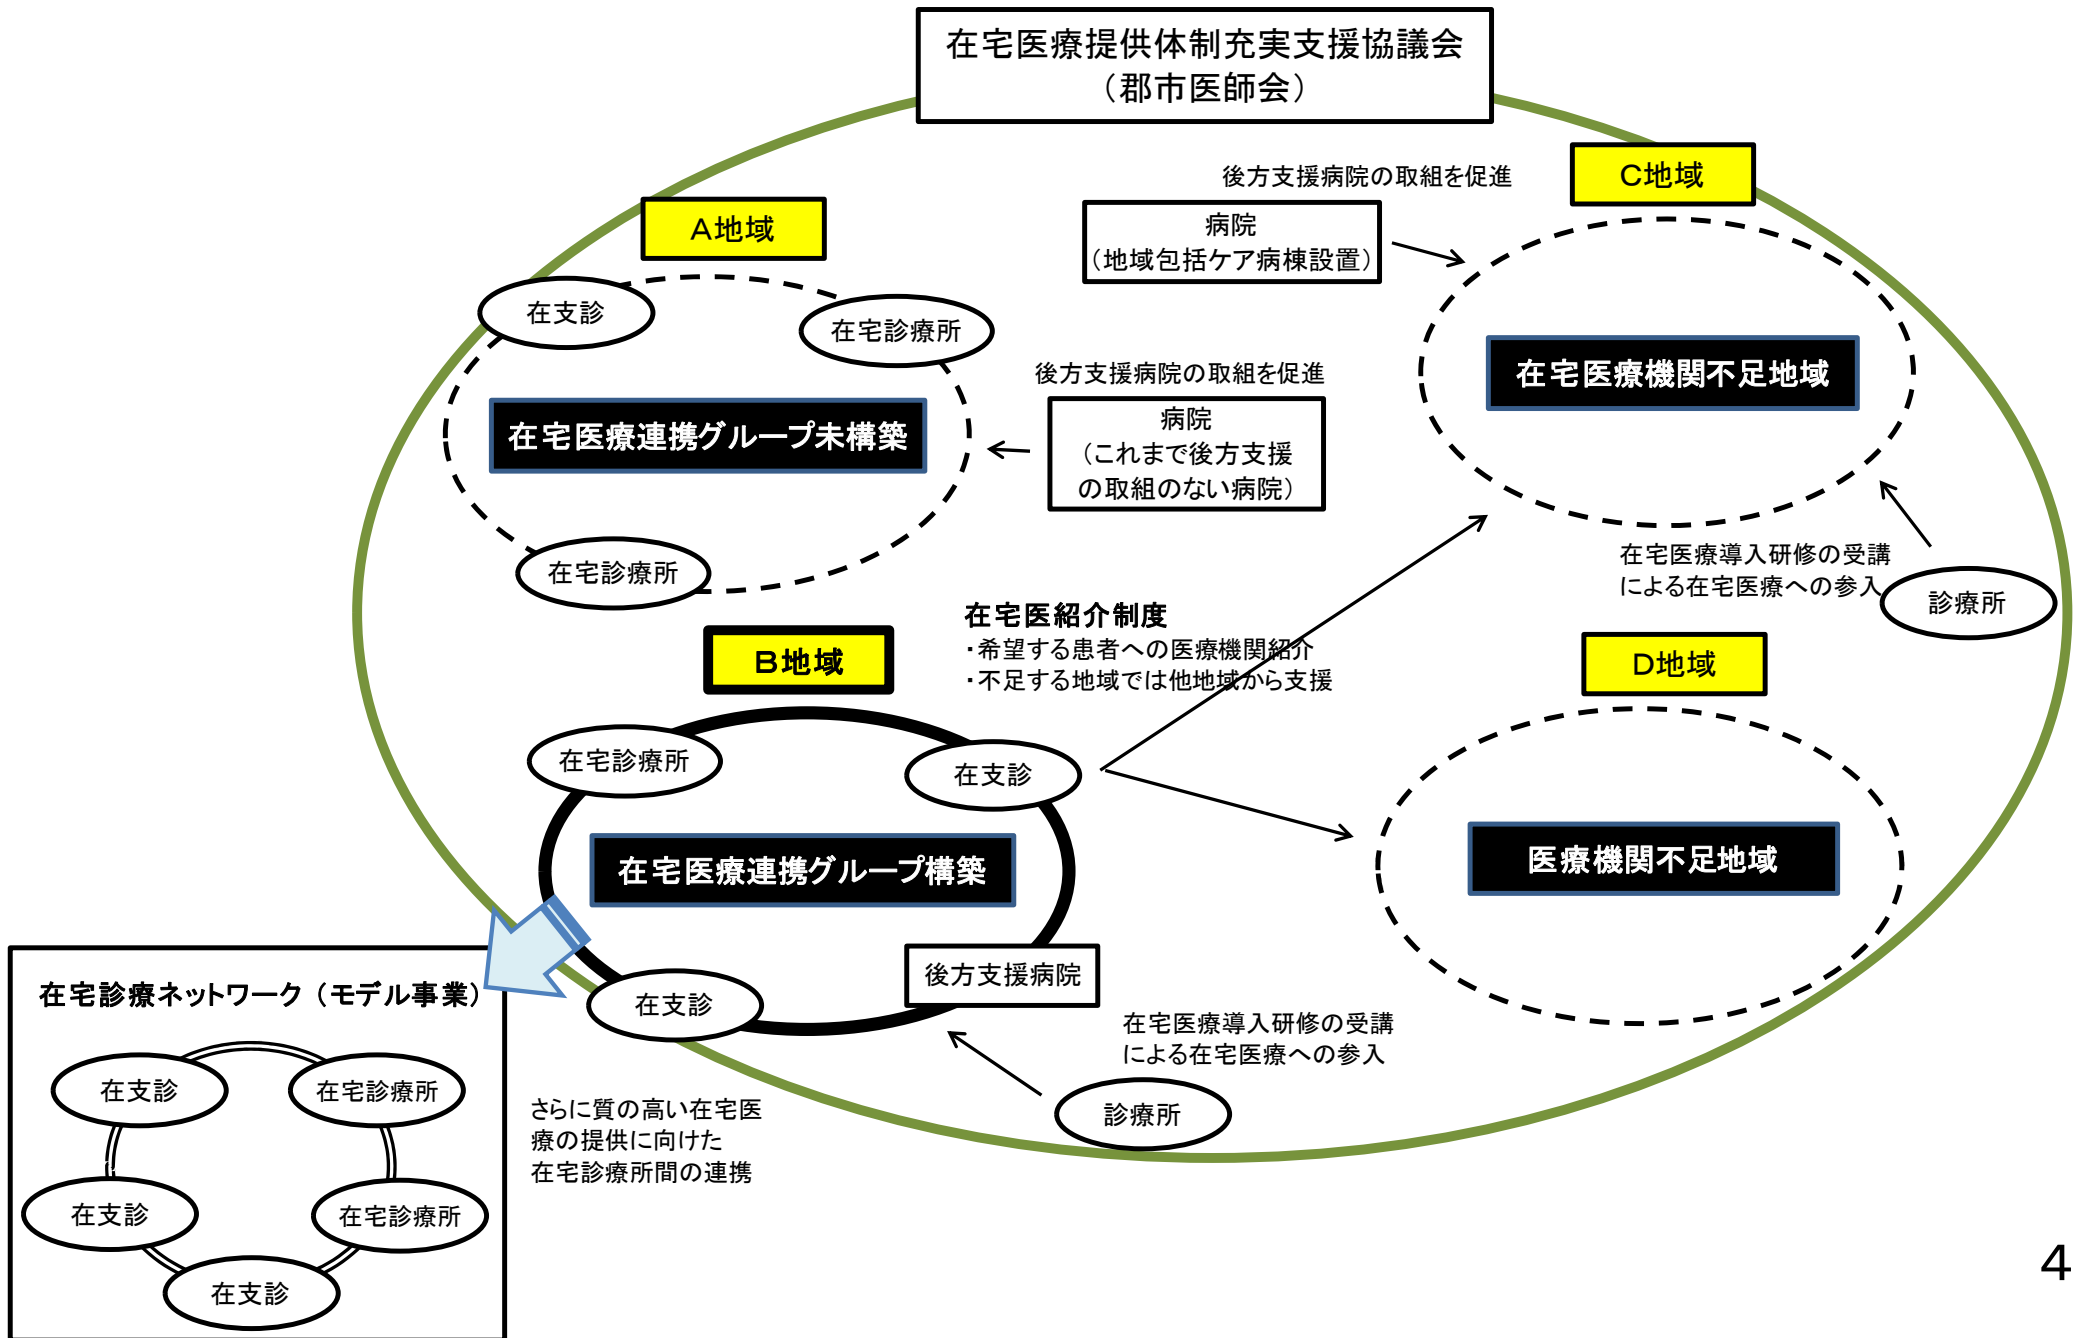 在宅医療提供体制充実支援協議会
（郡市医師会）
C地域
後方支援病院の取組を促進
病院
（地域包括ケア病棟設置）
在宅医療機関不足地域
在宅医療導入研修の受講
による在宅医療への参入
診療所
A地域
在支診
在宅診療所
在宅医療連携グループ未構築
在宅診療所
後方支援病院の取組を促進
病院
（これまで後方支援
の取組のない病院）
在宅医紹介制度
・希望する患者への医療機関紹介
・不足する地域では他地域から支援
B地域
在宅診療所
在支診
在宅医療連携グループ構築
在支診
後方支援病院
在宅医療導入研修の受講
による在宅医療への参入
診療所
D地域
医療機関不足地域
在宅診療ネットワーク（モデル事業）
在支診
在宅診療所
在支診
在宅診療所
在支診
さらに質の高い在宅医
療の提供に向けた
在宅診療所間の連携
4